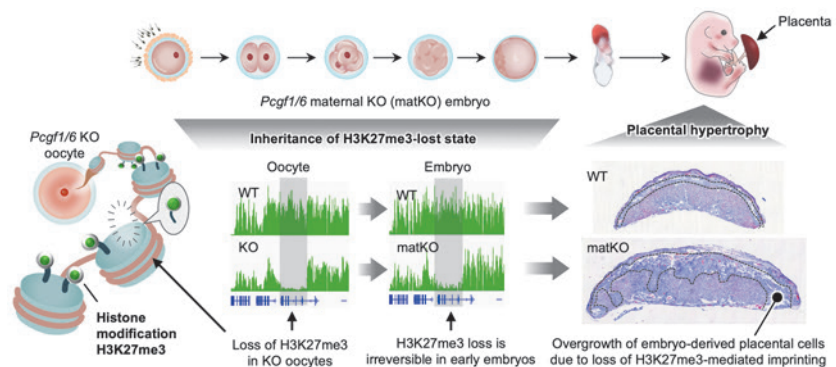 Placenta
Pcgf1/6 maternal KO (matKO) embryo
Pcgf1/6 KO
oocyte
Inheritance of H3K27me3-lost state
Placental hypertrophy
Oocyte
Embryo
WT
WT
WT
KO
matKO
matKO
Histone
modification
H3K27me3
Loss of H3K27me3
in KO oocytes
H3K27me3 loss is
irreversible in early embryos
Overgrowth of embryo-derived placental cells
due to loss of H3K27me3-mediated imprinting